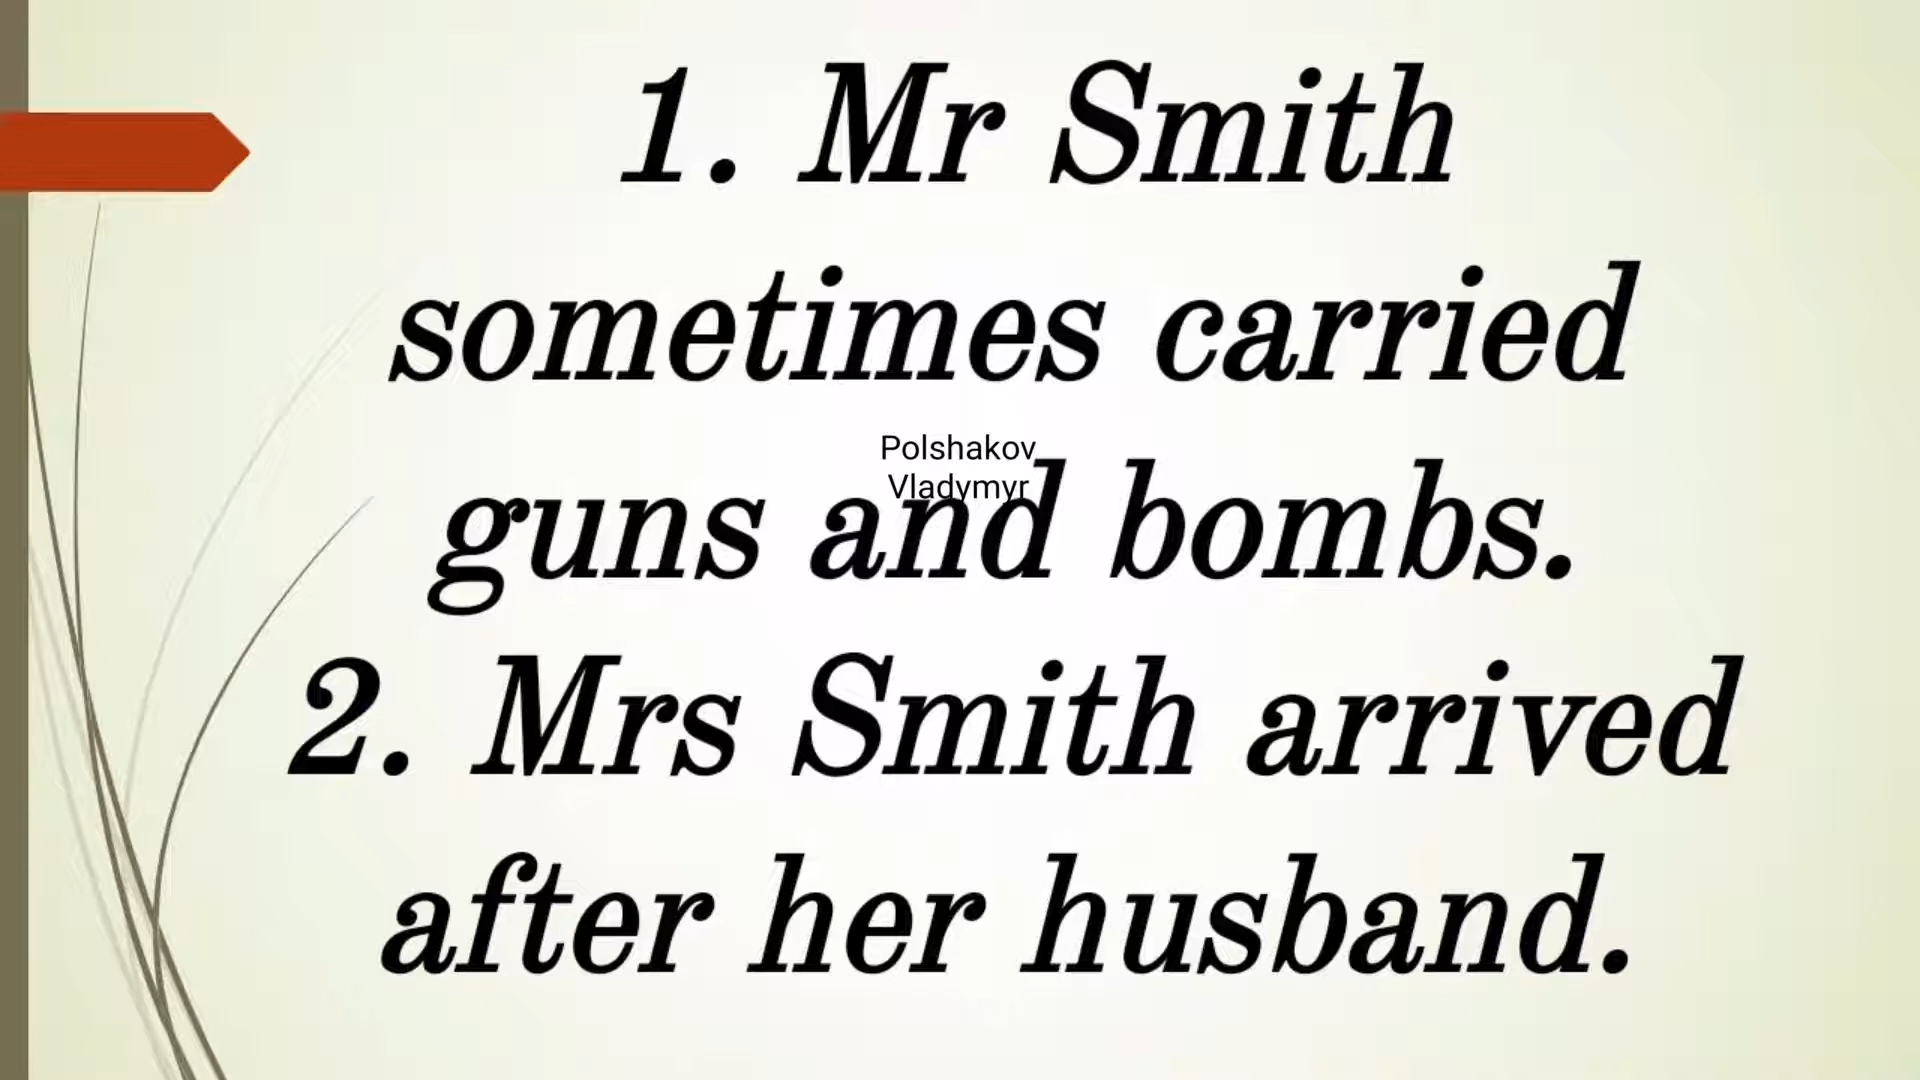 1. Mr Smith
sometimes carried
Polshakov
Vladymyr
guns and bombs.
2. Mrs Smith arrived
after her husband.